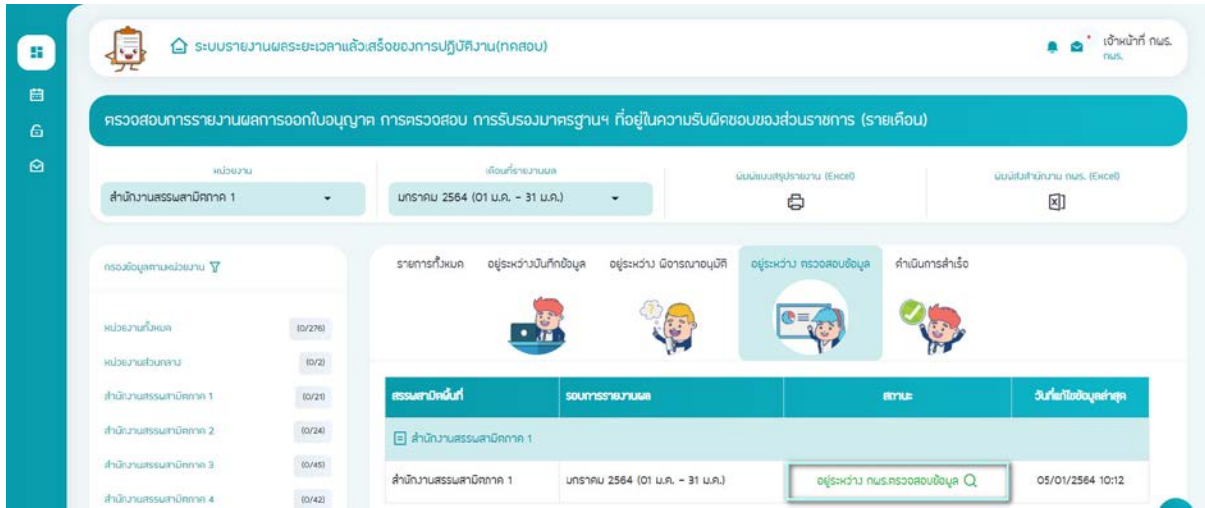 ระบบรายงานผลระยะเวลาแล้วเสร็จของการปฏิบัติงาน(ทดสอบ)
เจ้าหน้าที่ กพร.
กพร.
ตรวจสอบการรายงานผลการออกใบอนุญาต การตรวจสอบ การรับรองมาตรฐานฯ ที่อยู่ในความรับผิดชอบของส่วนราชการ (รายเดือน)
หน่วยงาน
สำนักงานสรรพสามิตภาค 1
เดือนที่รายงานผล
มกราคม 2564 (01 ม.ค. - 31 ม.ค.)
พิมพ์แบบสรุปรายงาน (Excel)
พิมพ์ส่งสำนักงาน กพร. (Excel)
กรองข้อมูลตามหน่วยงาน
หน่วยงานทั้งหมด (0/276)
หน่วยงานส่วนกลาง (0/2)
สำนักงานสรรพสามิตภาค 1 (0/21)
สำนักงานสรรพสามิตภาค 2 (0/24)
สำนักงานสรรพสามิตภาค 3 (0/45)
สำนักงานสรรพสามิตภาค 4 (0/42)
รายการทั้งหมด อยู่ระหว่างบันทึกข้อมูล อยู่ระหว่าง พิจารณาอนุมัติ อยู่ระหว่าง ตรวจสอบข้อมูล ดำเนินการสำเร็จ
สรรพสามิตพื้นที่ รอบการรายงานผล สถานะ วันที่แก้ไขข้อมูลล่าสุด
สำนักงานสรรพสามิตภาค 1
สำนักงานสรรพสามิตภาค 1 มกราคม 2564 (01 ม.ค. - 31 ม.ค.) อยู่ระหว่าง กพร.ตรวจสอบข้อมูล 05/01/2564 10:12